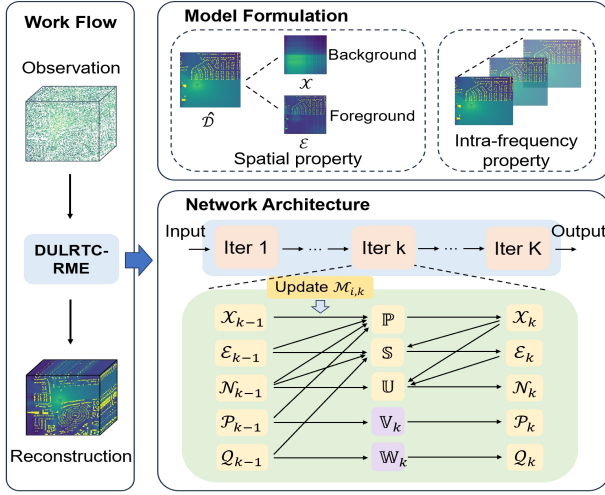 Work Flow
Observation
DULRTC-
RME
Reconstruction
Model Formulation
Background
𝒳
Foreground
𝒟̂
ℰ
Spatial property
Intra-frequency
property
Network Architecture
Input
Iter 1
...
Iter k
...
Iter K
Output
Update ℳ_{i,k}
𝒳_{k−1} ℙ 𝒳_k
ℰ_{k−1} 𝕊 ℰ_k
𝒩_{k−1} 𝕌 𝒩_k
𝒫_{k−1} 𝕍_k 𝒫_k
𝒬_{k−1} 𝕎_k 𝒬_k